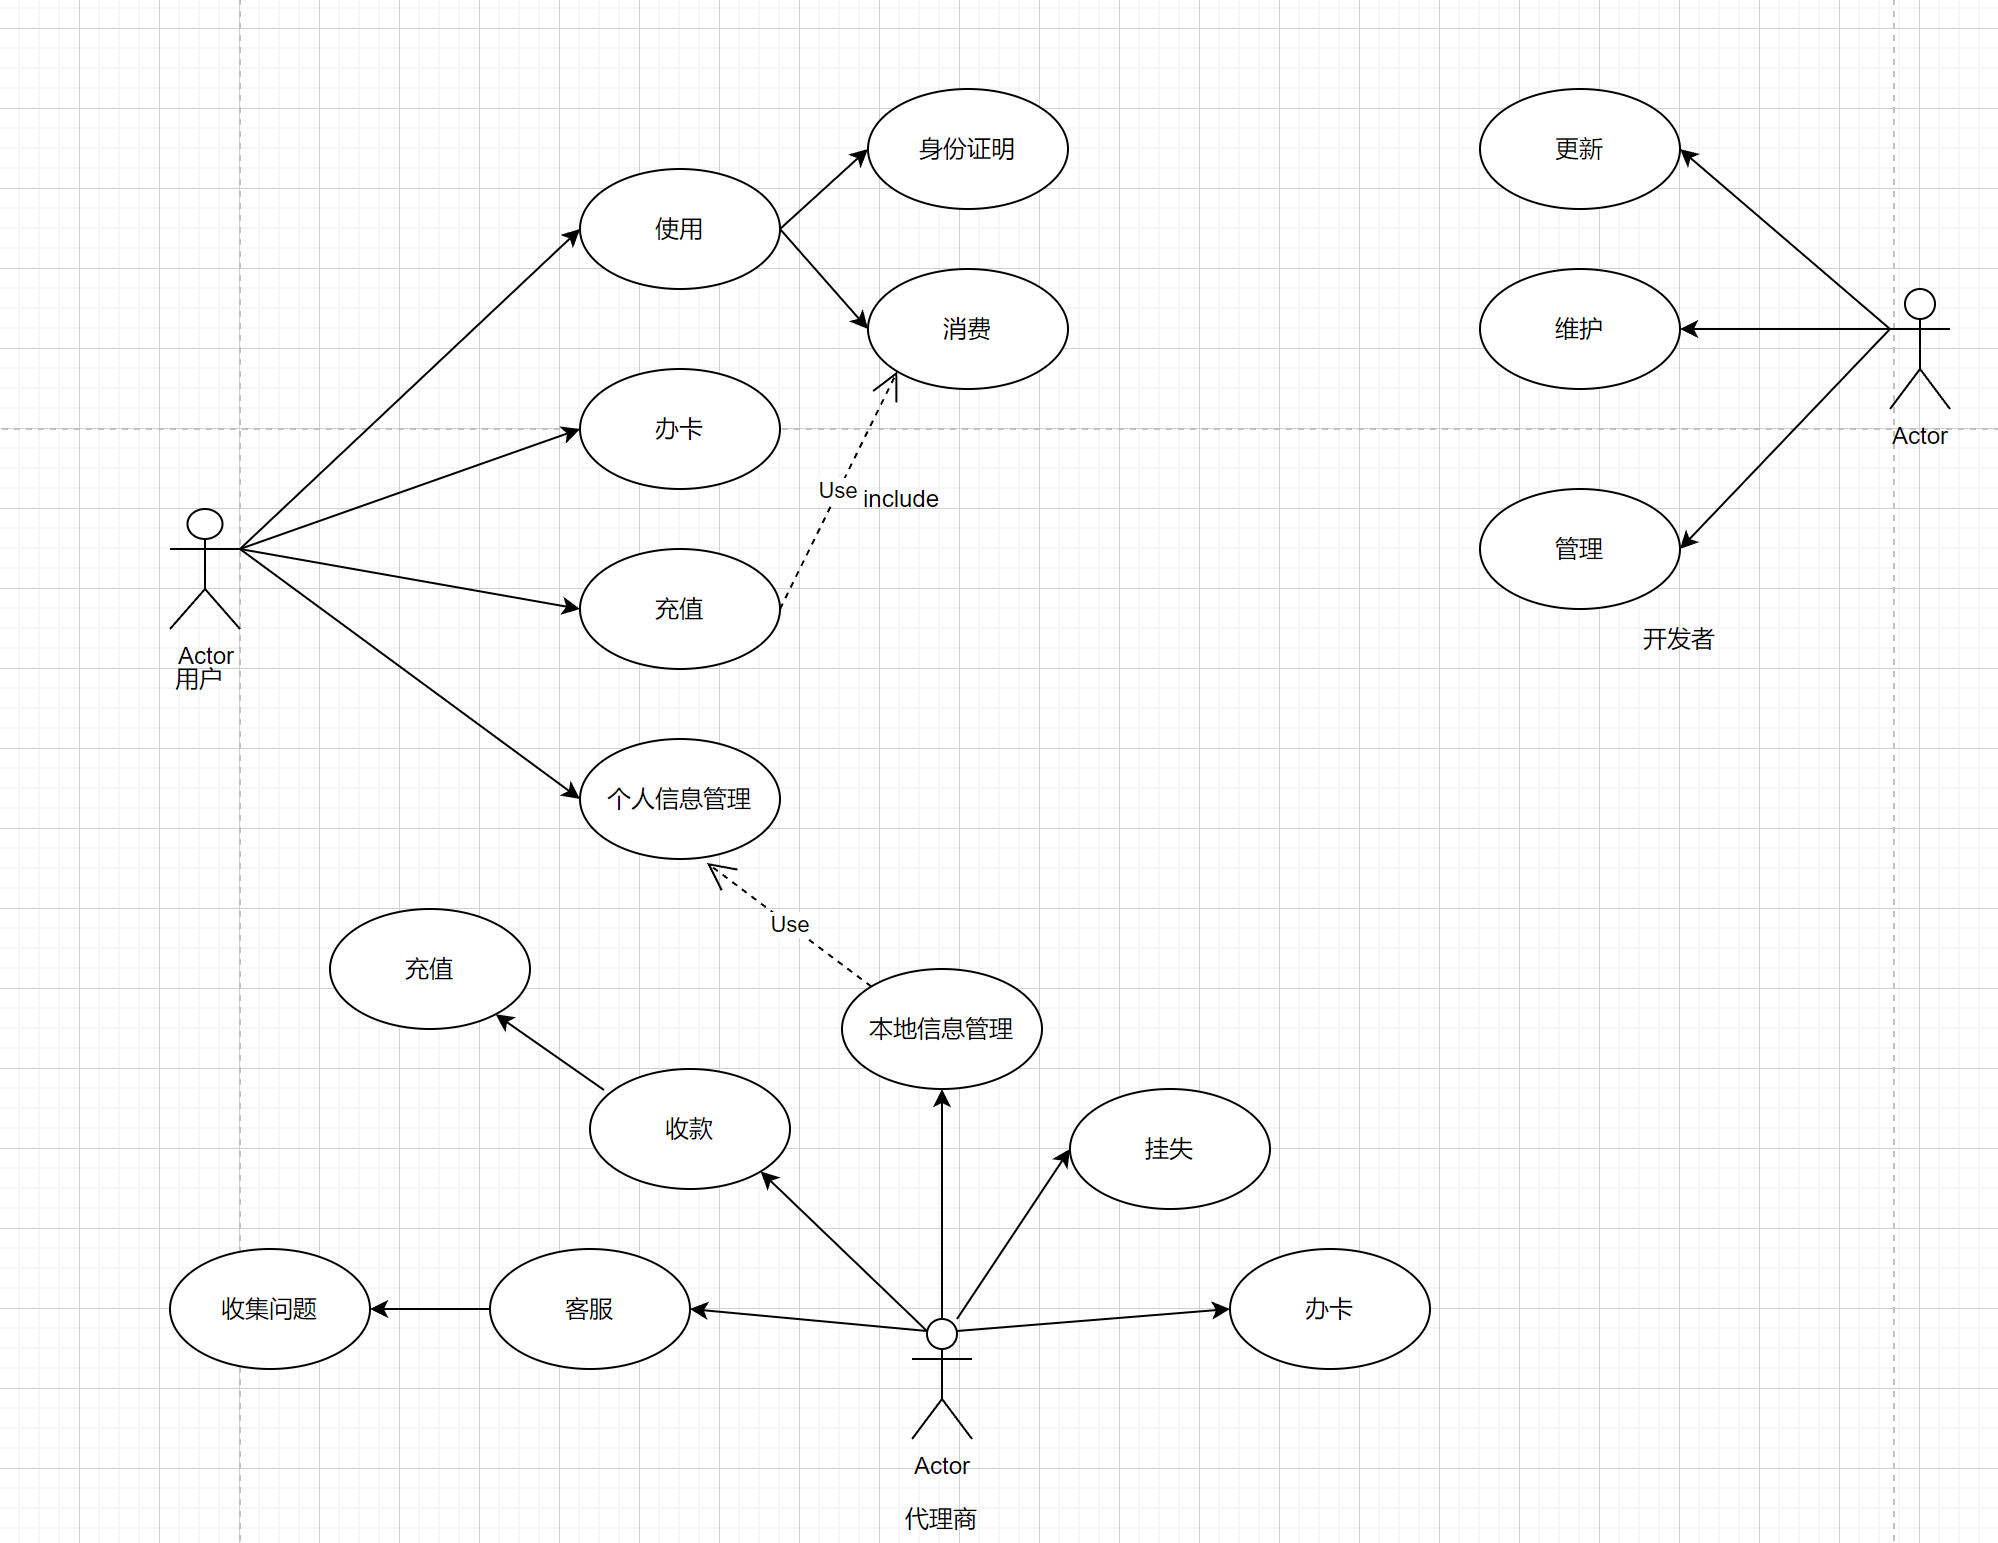 身份证明
更新
使用
消费
维护
办卡
Actor
Use
include
充值
管理
Actor
用户
开发者
个人信息管理
Use
充值
本地信息管理
收款
挂失
收集问题
客服
办卡
Actor
代理商